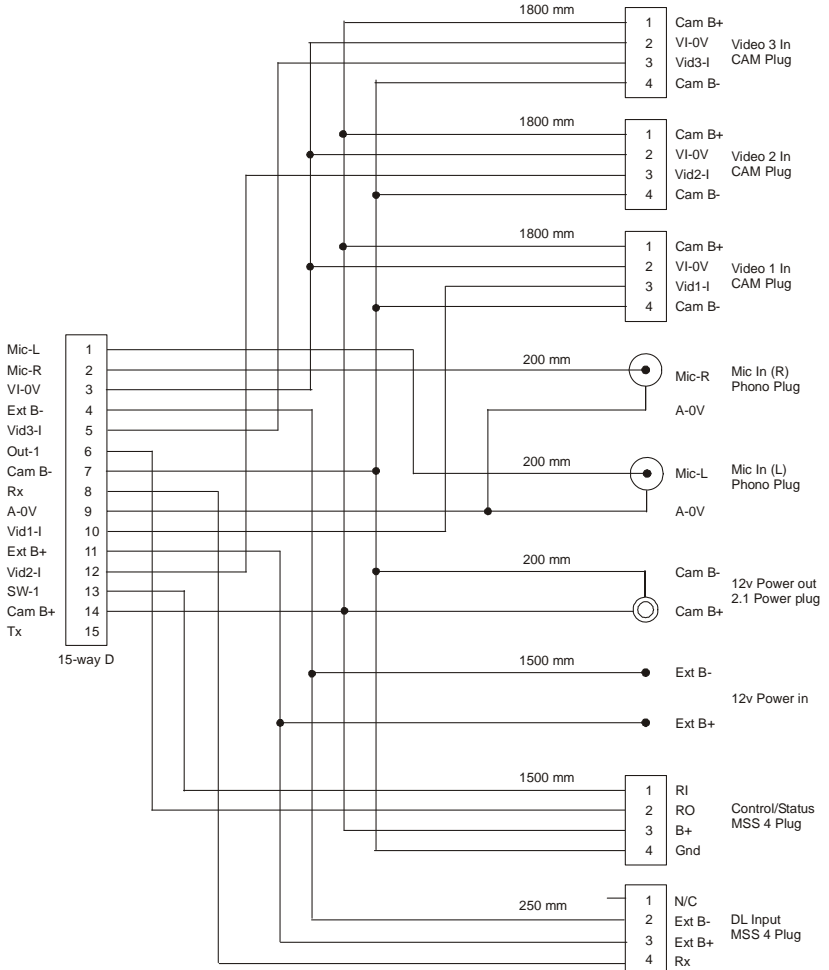 1800 mm
1 Cam B+
2 VI-0V
3 Vid3-I
4 Cam B-
Video 3 In
CAM Plug
1800 mm
1 Cam B+
2 VI-0V
3 Vid2-I
4 Cam B-
Video 2 In
CAM Plug
1800 mm
1 Cam B+
2 VI-0V
3 Vid1-I
4 Cam B-
Video 1 In
CAM Plug
Mic-L 1
Mic-R 2
VI-0V 3
Ext B- 4
Vid3-I 5
Out-1 6
Cam B- 7
Rx 8
A-0V 9
Vid1-I 10
Ext B+ 11
Vid2-I 12
SW-1 13
Cam B+ 14
Tx 15
15-way D
200 mm
Mic-R
A-0V
Mic In (R)
Phono Plug
200 mm
Mic-L
A-0V
Mic In (L)
Phono Plug
200 mm
Cam B-
Cam B+
12v Power out
2.1 Power plug
1500 mm
Ext B-
Ext B+
12v Power in
1500 mm
1 RI
2 RO
3 B+
4 Gnd
Control/Status
MSS 4 Plug
250 mm
1 N/C
2 Ext B-
3 Ext B+
4 Rx
DL Input
MSS 4 Plug